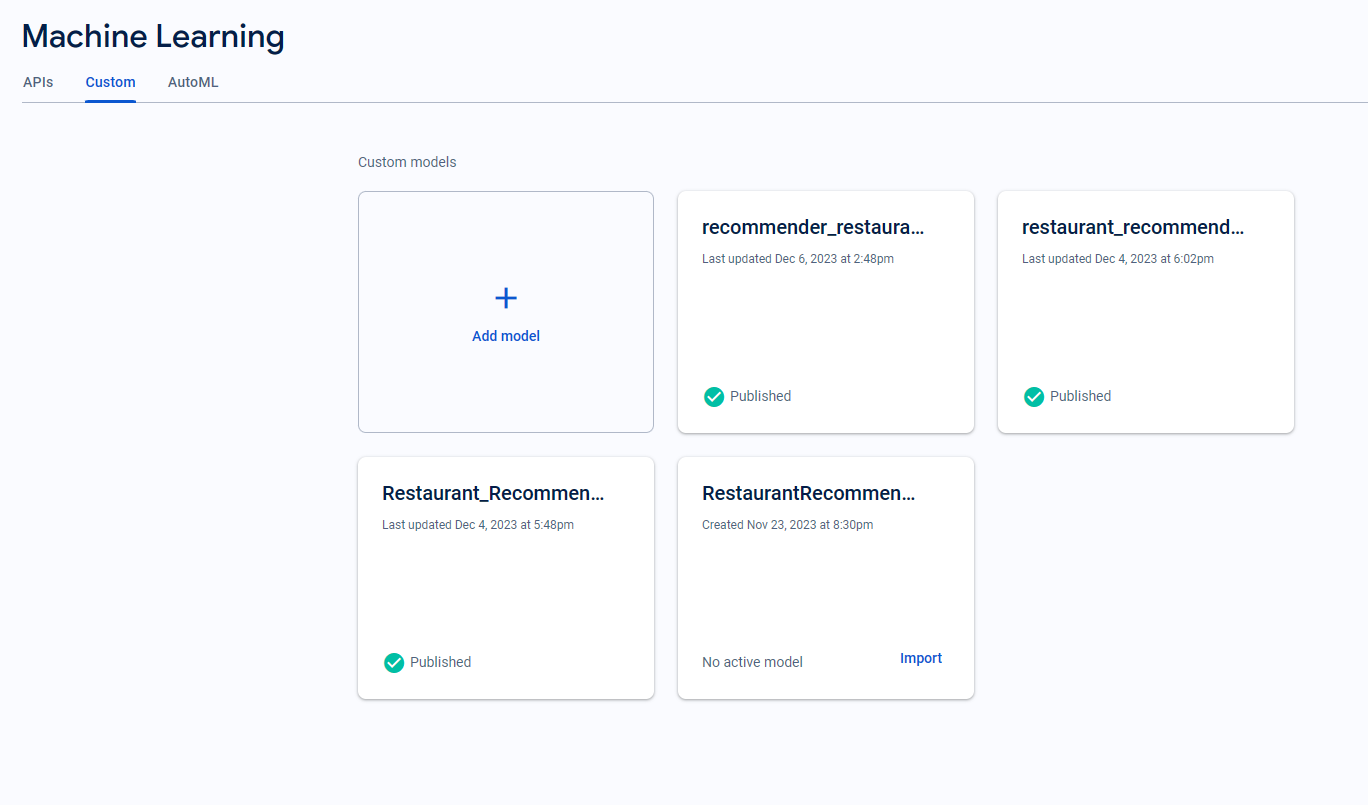 Machine Learning
APIs
Custom
AutoML
Custom models
Add model
recommender_restaura...
Last updated Dec 6, 2023 at 2:48pm
Published
restaurant_recommend...
Last updated Dec 4, 2023 at 6:02pm
Published
Restaurant_Recommen...
Last updated Dec 4, 2023 at 5:48pm
Published
RestaurantRecommen...
Created Nov 23, 2023 at 8:30pm
No active model
Import